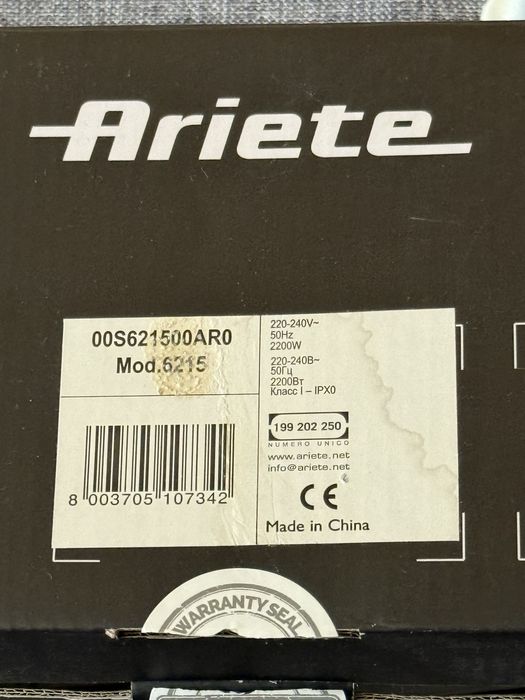 Ariete
00S621500AR0
Mod.6215
8 003705 107342
220-240V~
50Hz
2200W
220-240В~
50Гц
2200Вт
Класс I – IPX0
199 202 250
NUMERO UNICO
www.ariete.net
info@ariete.net
CE
Made in China
WARRANTY SEAL